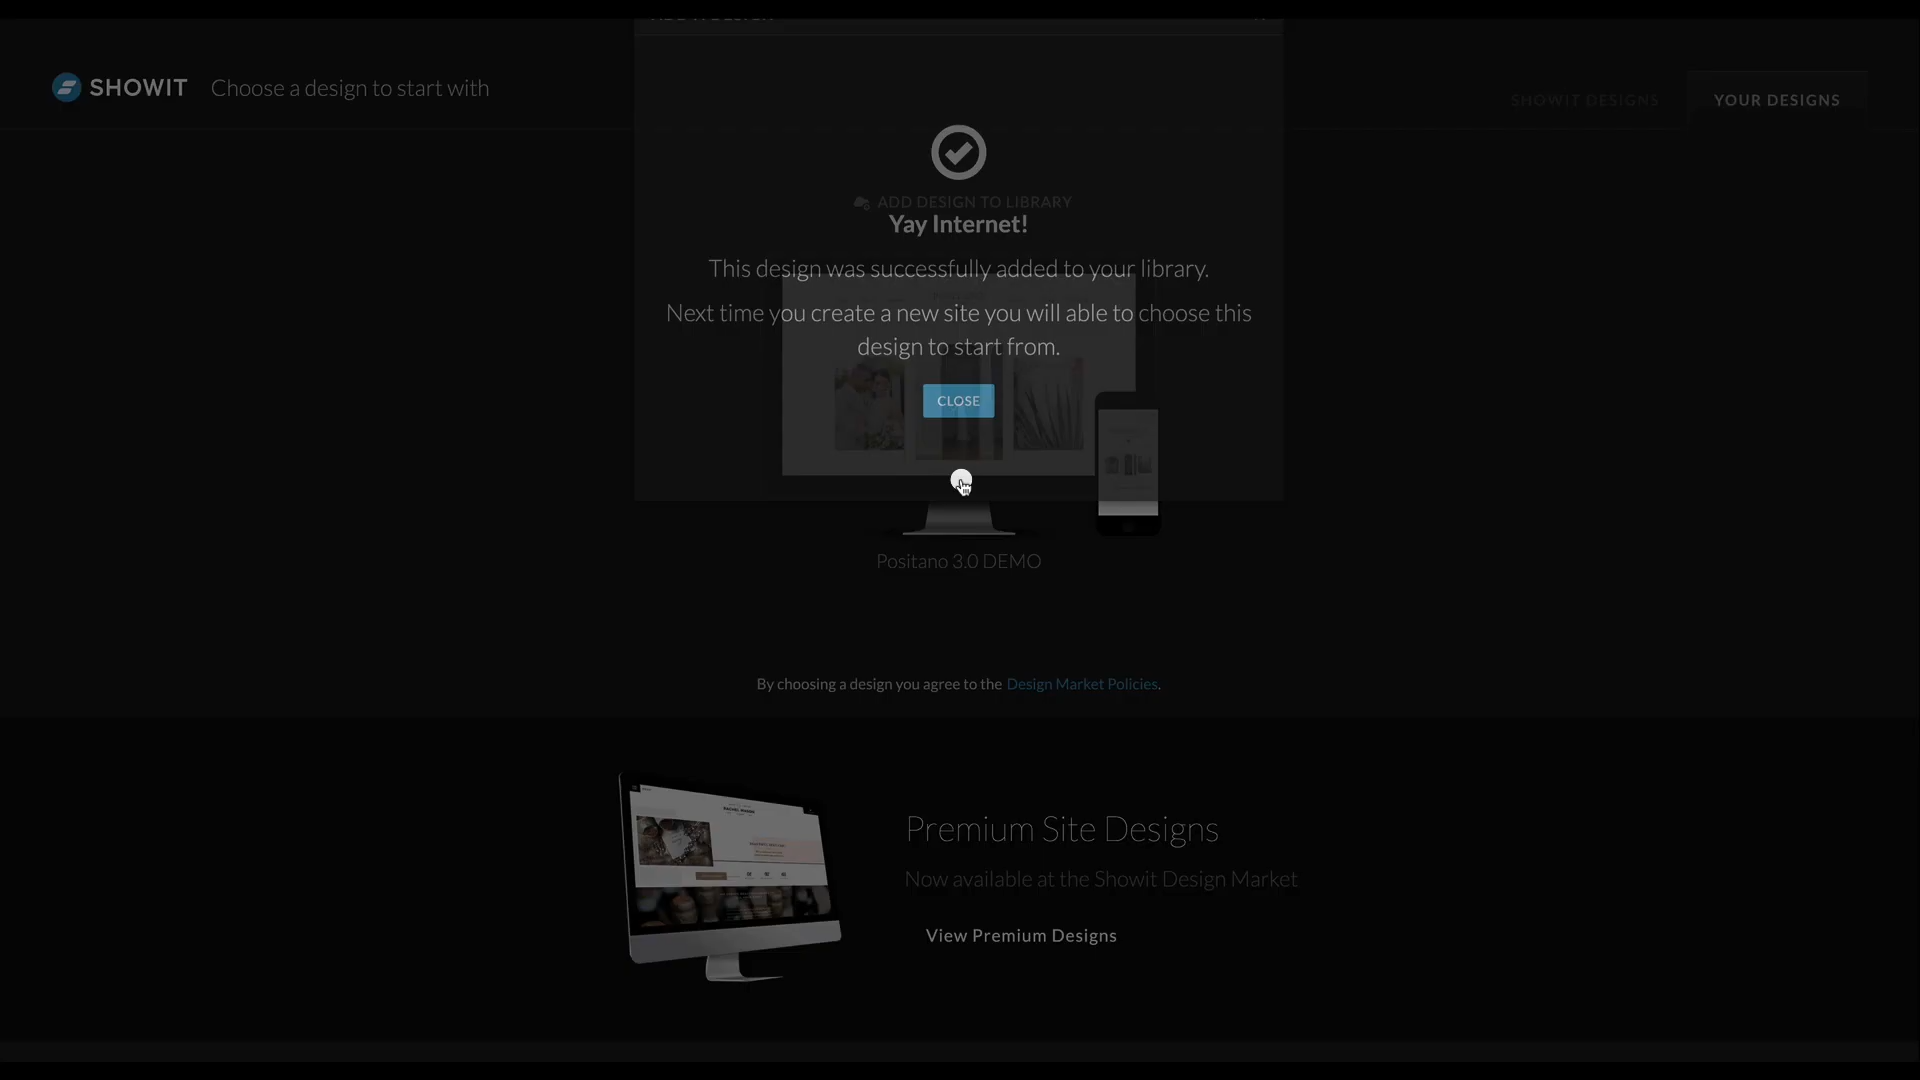 ADD A DESIGN
SHOWIT
Choose a design to start with
SHOWIT DESIGNS
YOUR DESIGNS
ADD DESIGN TO LIBRARY
Yay Internet!
This design was successfully added to your library.
Next time you create a new site you will able to choose this
design to start from.
CLOSE
Positano 3.0 DEMO
By choosing a design you agree to the Design Market Policies.
Premium Site Designs
Now available at the Showit Design Market
View Premium Designs